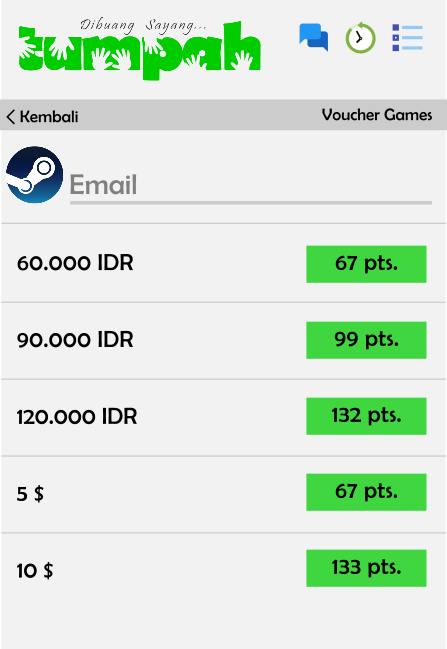 Dibuang Sayang...
tumpah
Kembali
Voucher Games
Email
60.000 IDR
67 pts.
90.000 IDR
99 pts.
120.000 IDR
132 pts.
5 $
67 pts.
10 $
133 pts.